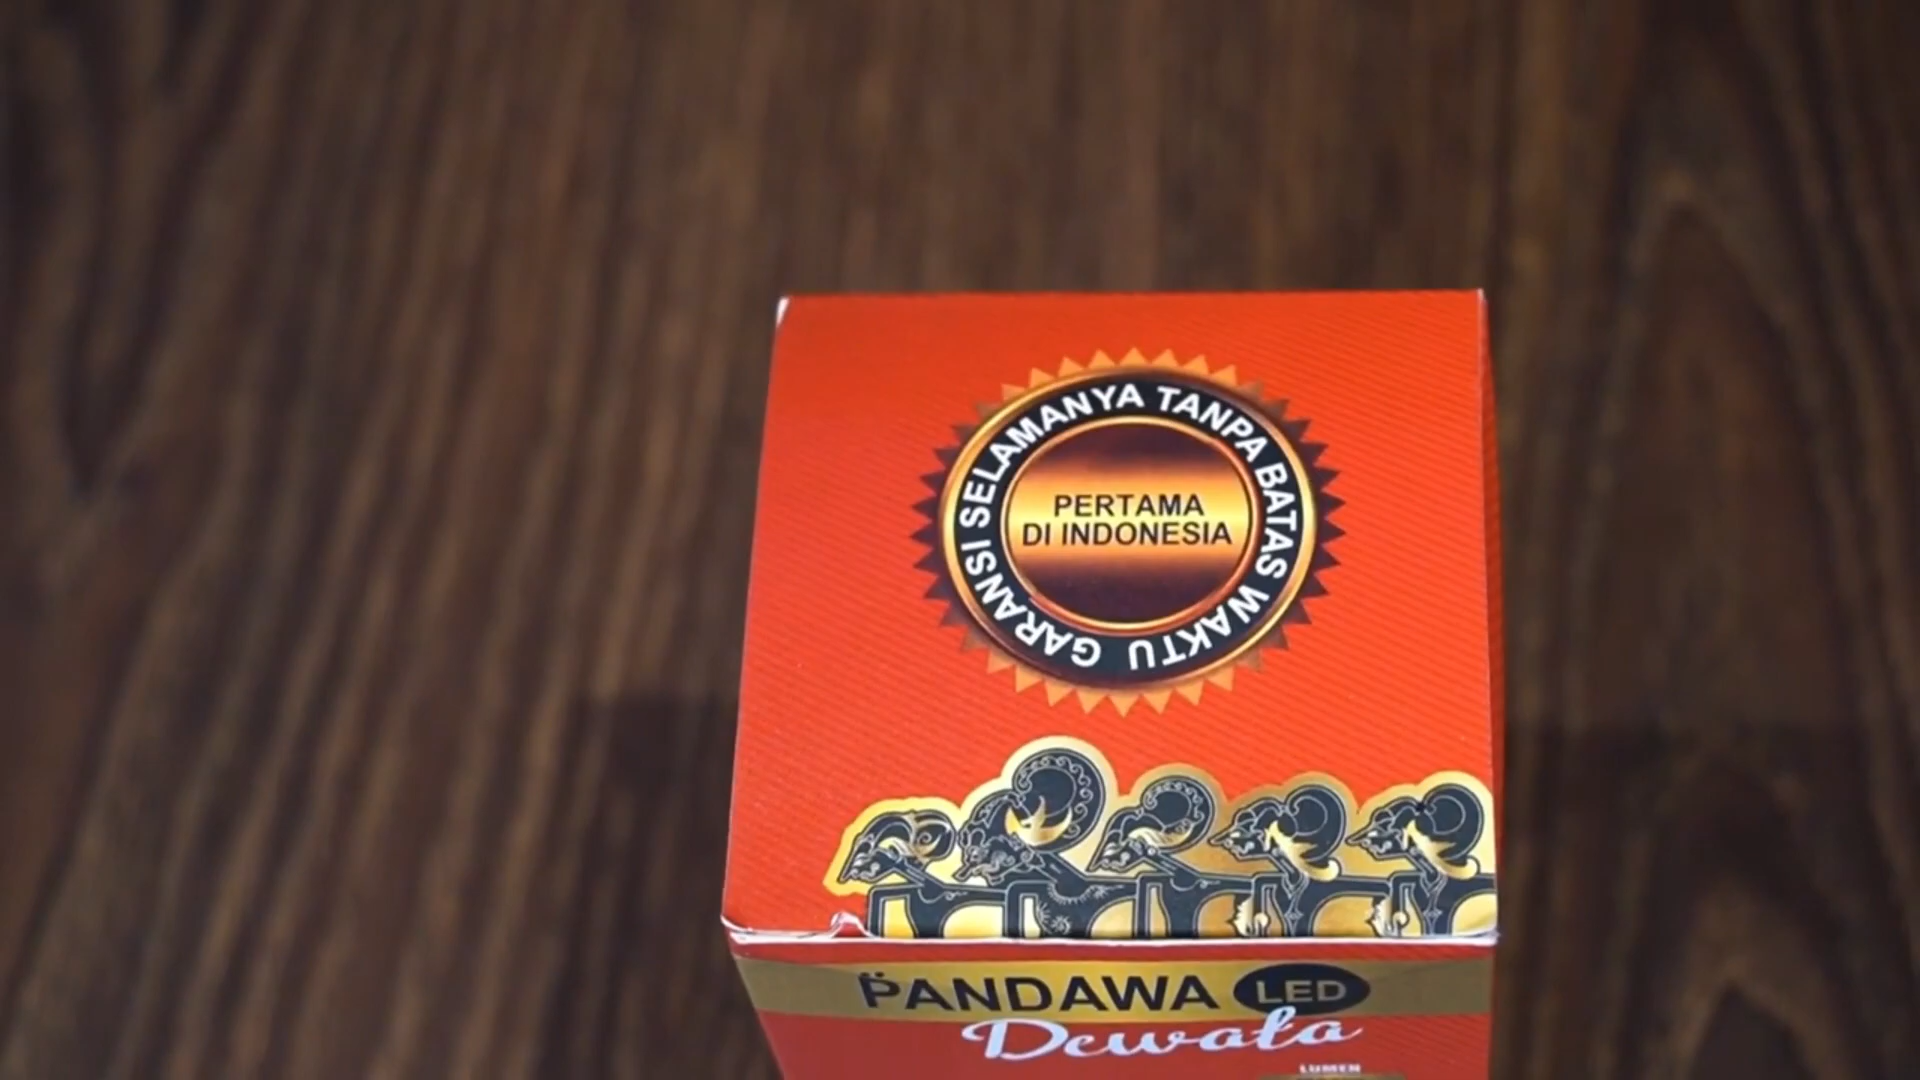 GARANSI SELAMANYA TANPA BATAS WAKTU
PERTAMA
DI INDONESIA
PANDAWA LED
Dewata
LUMEN